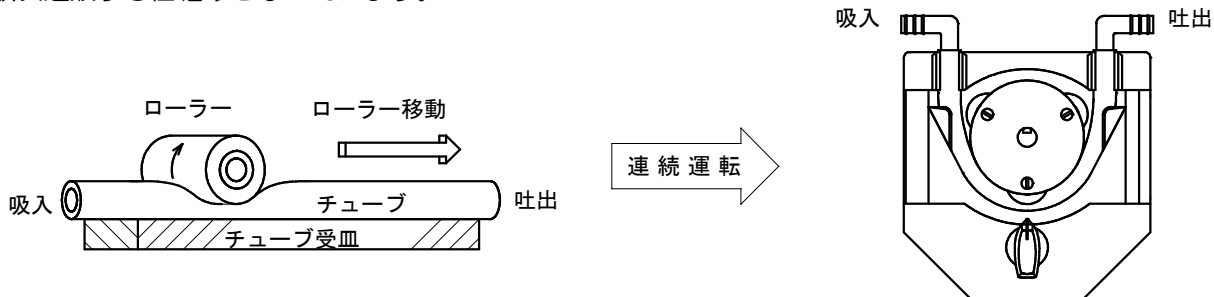 吸入
吐出
ローラー
ローラー移動
連続運転
吸入
チューブ
吐出
チューブ受皿